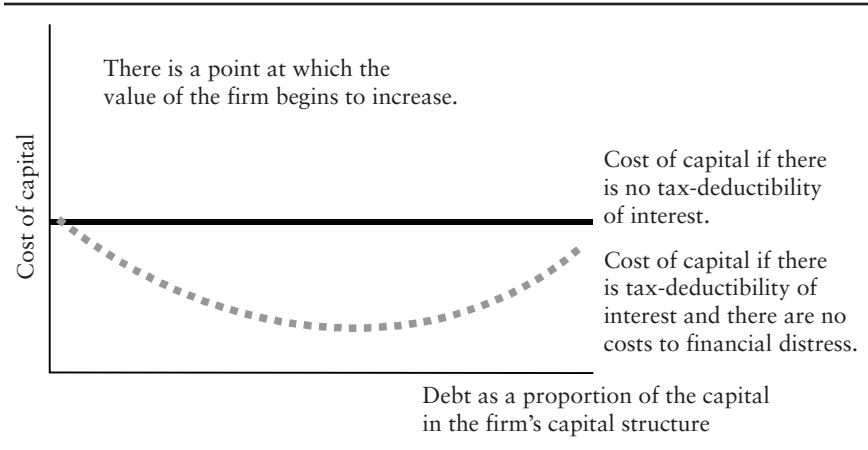 There is a point at which the
value of the firm begins to increase.
Cost of capital
Cost of capital if there
is no tax-deductibility
of interest.
Cost of capital if there
is tax-deductibility of
interest and there are no
costs to financial distress.
Debt as a proportion of the capital
in the firm’s capital structure